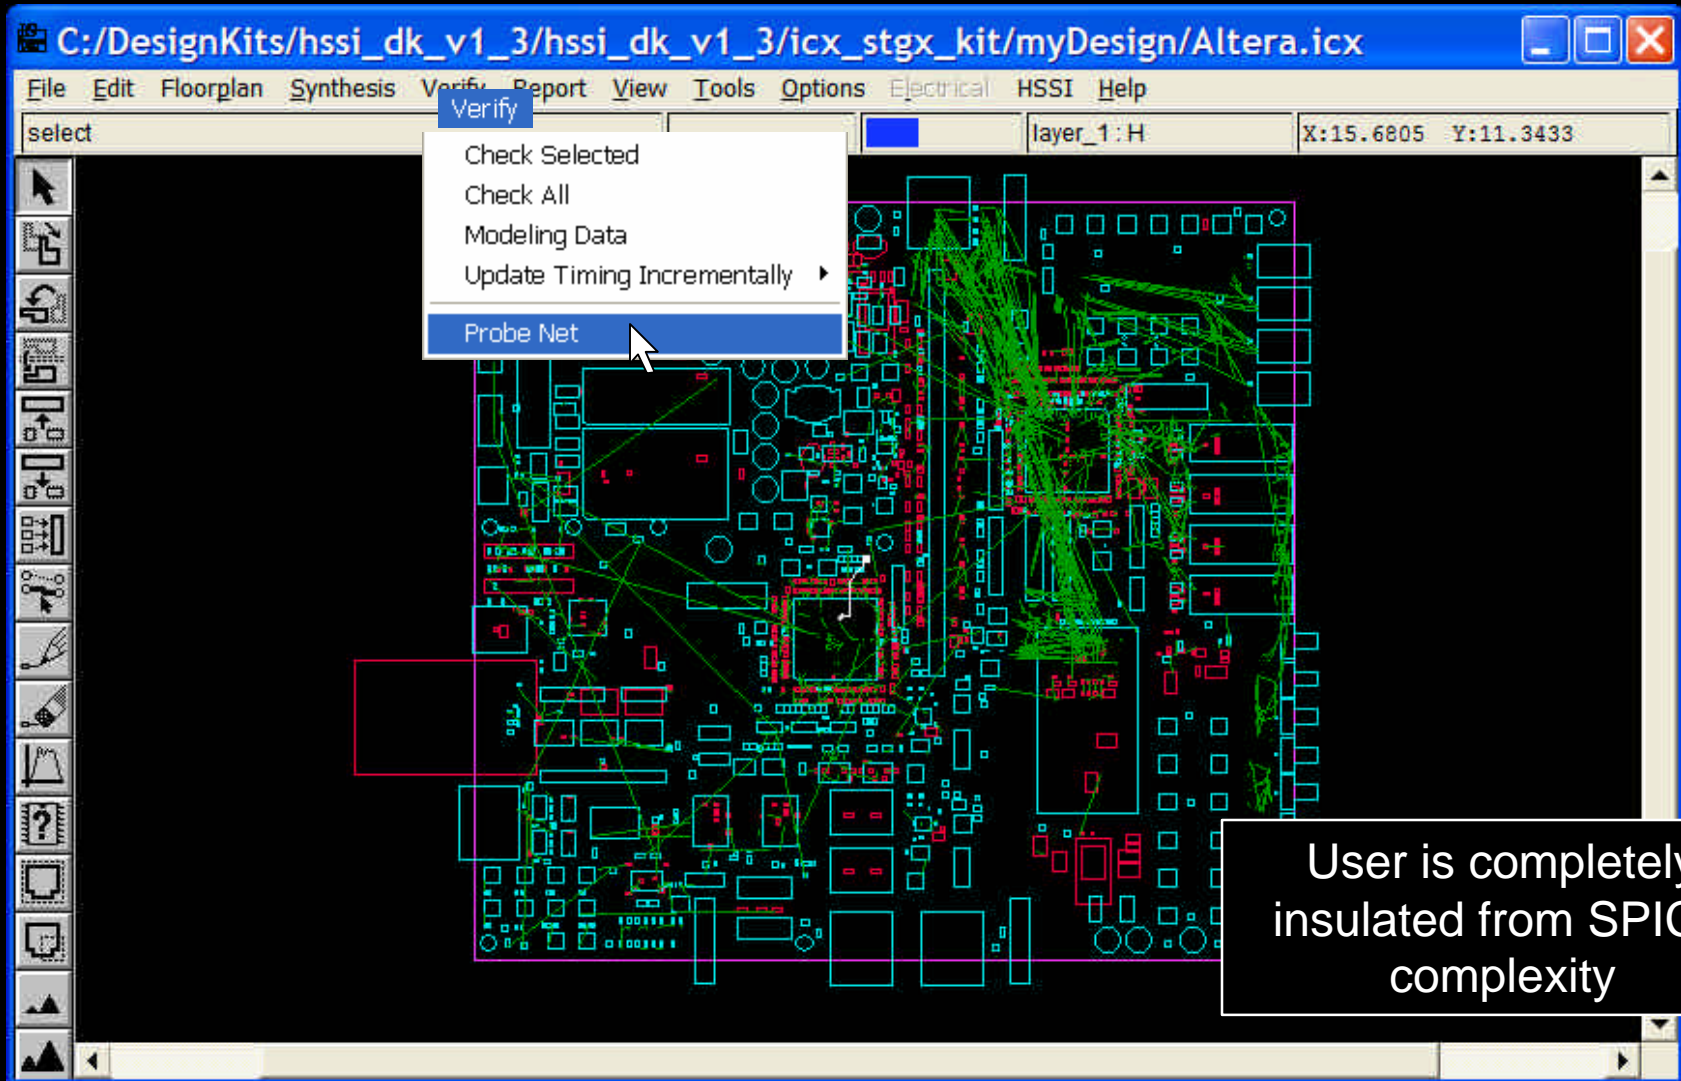 C:/DesignKits/hssi_dk_v1_3/hssi_dk_v1_3/icx_stgx_kit/myDesign/Altera.icx
File Edit Floorplan Synthesis Verify Report View Tools Options Electrical HSSI Help
Verify
select layer_1 : H X:15.6805 Y:11.3433
Check Selected
Check All
Modeling Data
Update Timing Incrementally
Probe Net
User is completely
insulated from
complexity